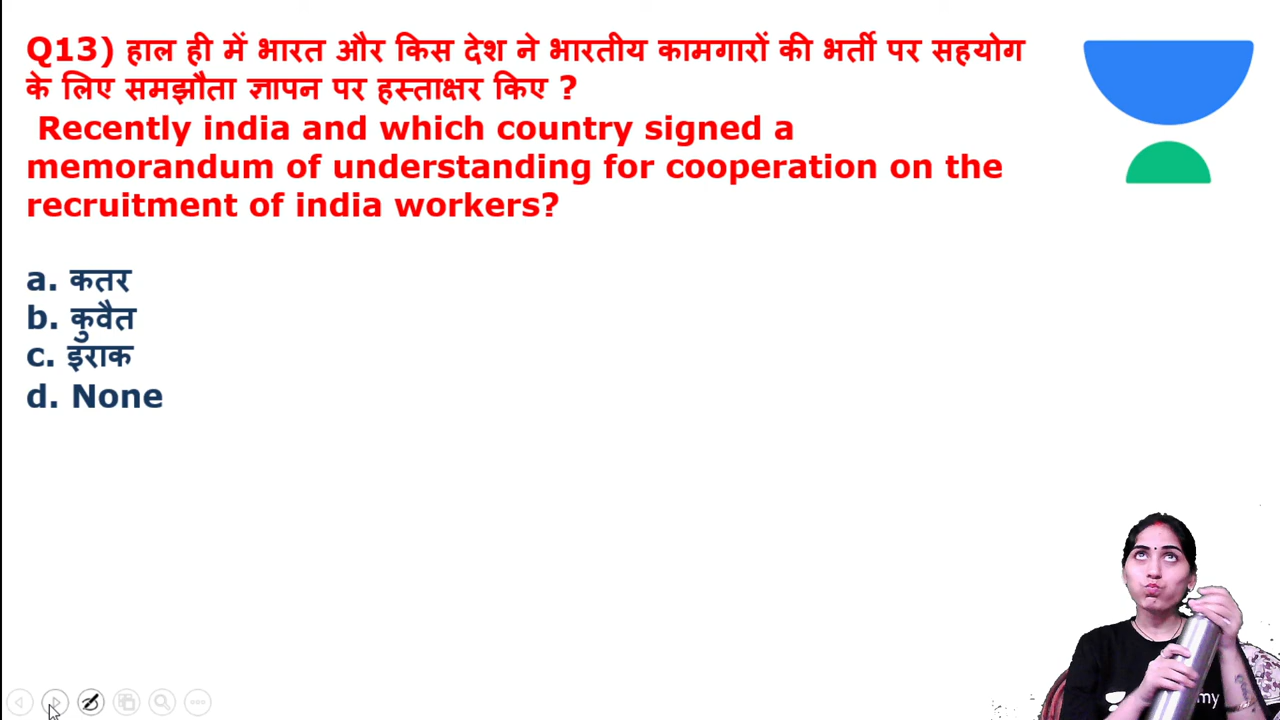 Q13) हाल ही में भारत और किस देश ने भारतीय कामगारों की भर्ती पर सहयोग
के लिए समझौता ज्ञापन पर हस्ताक्षर किए ?
Recently india and which country signed a
memorandum of understanding for cooperation on the
recruitment of india workers?
a. कतर
b. कुवैत
c. इराक
d. None
my